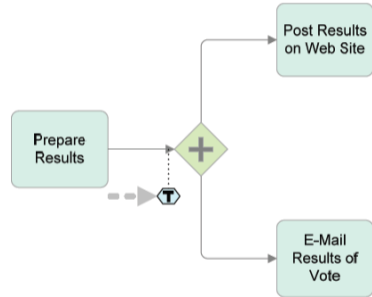 Post Results
on Web Site
Prepare
Results
T
E-Mail
Results of
Vote